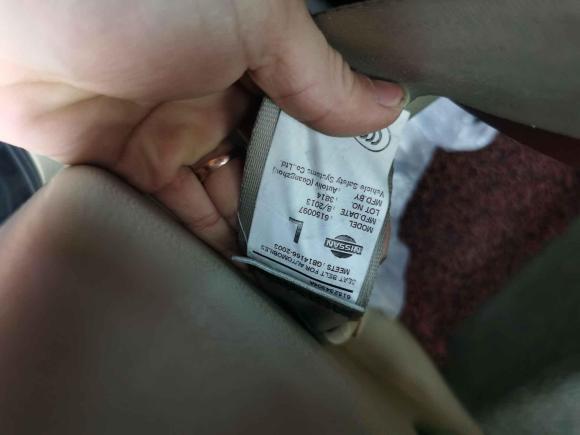 SEAT BELT FOR AUTOMOBILES
MEETS : GB14166-2003
NISSAN
L
MODEL : 6150097
MFD.DATE : 8/2013
LOT NO. : 3814
MFD.BY : Autoliv (Guangzhou)
Vehicle Safety Systems Co.,Ltd
CCC